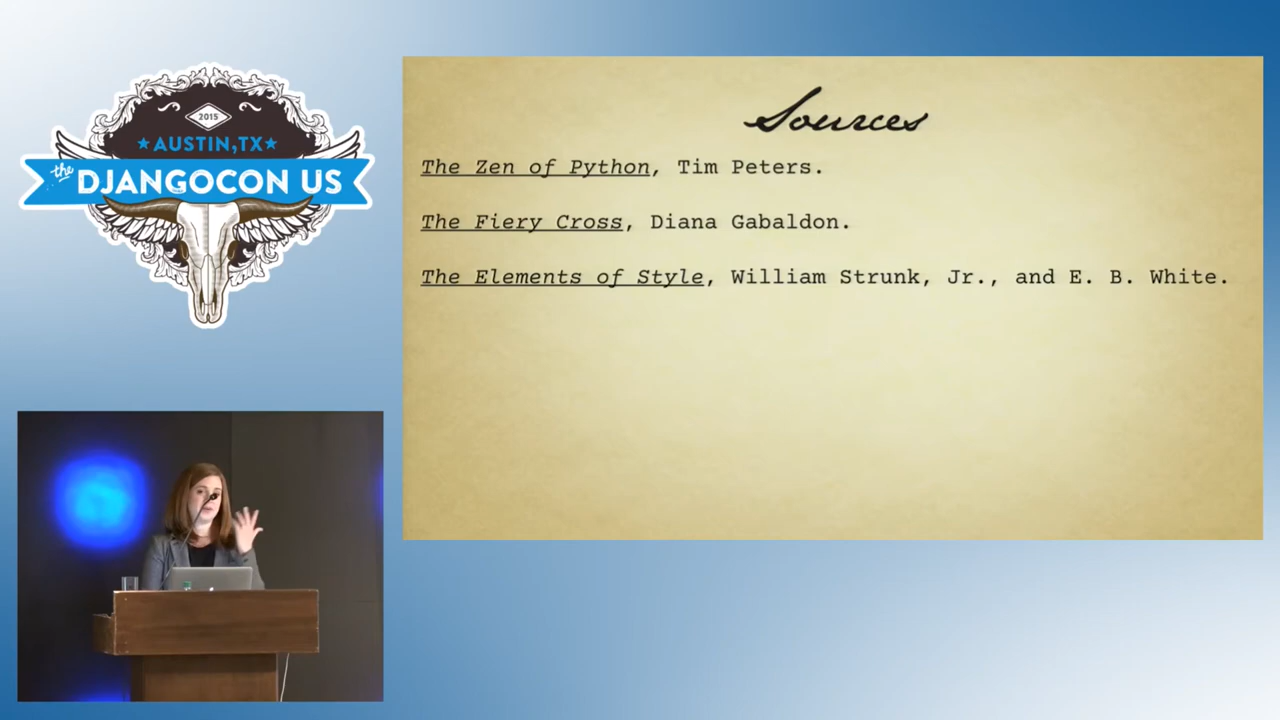 2015
AUSTIN, TX
the
DJANGOCON US
Sources
The Zen of Python, Tim Peters.
The Fiery Cross, Diana Gabaldon.
The Elements of Style, William Strunk, Jr., and E. B. White.